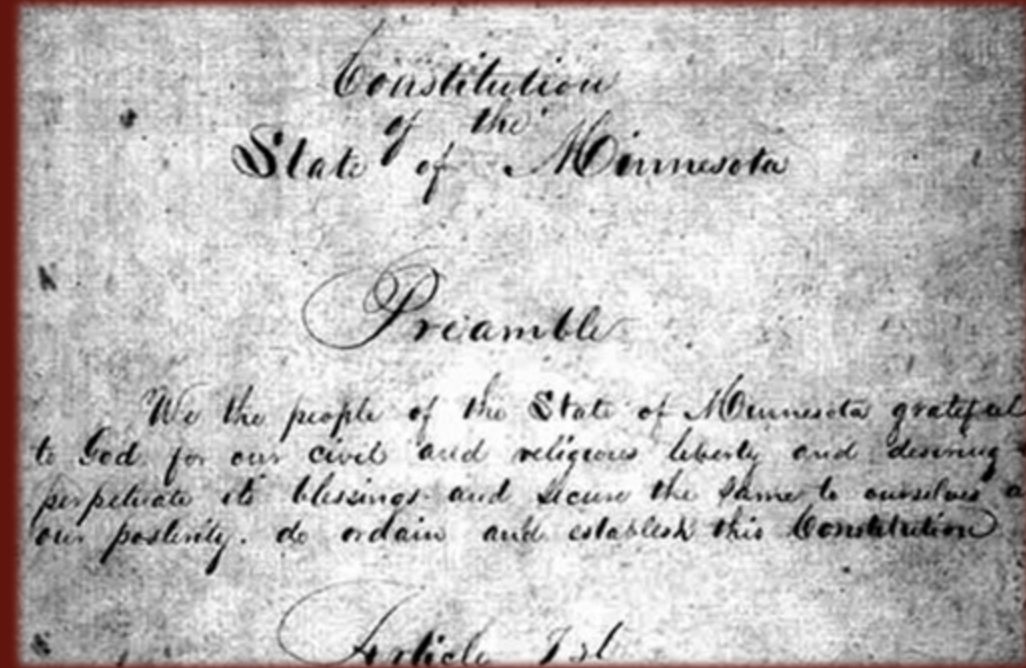 Constitution
of the
State of Minnesota
Preamble
We the people of the State of Minnesota grateful
to God for our civil and religious liberty and desiring
perpetuate its blessings and secure the same to ourselves a
our posterity. do ordain and establish this Constitution
Article 1st